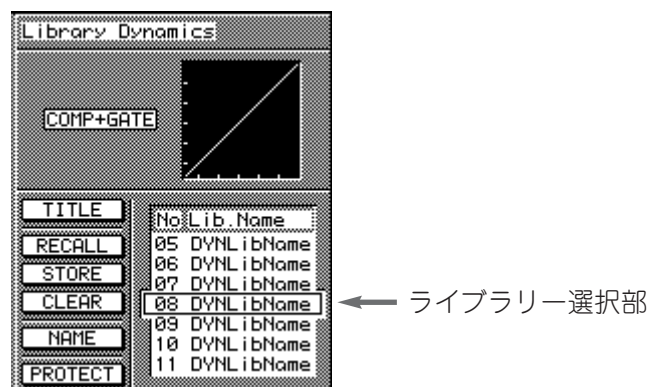 Library Dynamics
COMP+GATE
TITLE
RECALL
STORE
CLEAR
NAME
PROTECT
No Lib.Name
05 DYNLibName
06 DYNLibName
07 DYNLibName
08 DYNLibName
09 DYNLibName
10 DYNLibName
11 DYNLibName
ライブラリー選択部